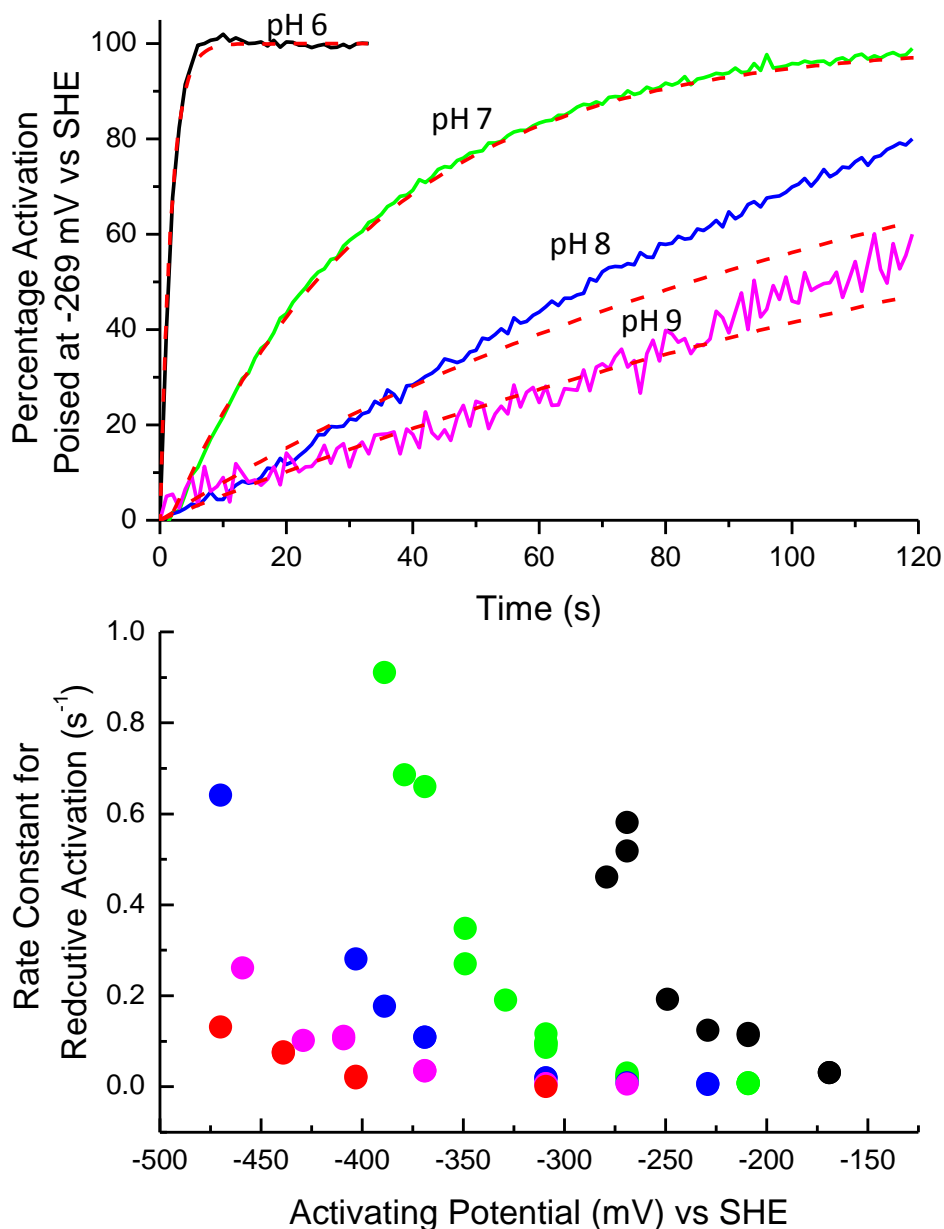 pH 6
pH 7
pH 8
pH 9
Percentage Activation
Poised at -269 mV vs SHE
100
80
60
40
20
0
0 20 40 60 80 100 120
Time (s)
Rate Constant for
Redcutive Activation (s-1)
1.0
0.8
0.6
0.4
0.2
0.0
-500 -450 -400 -350 -300 -250 -200 -150
Activating Potential (mV) vs SHE